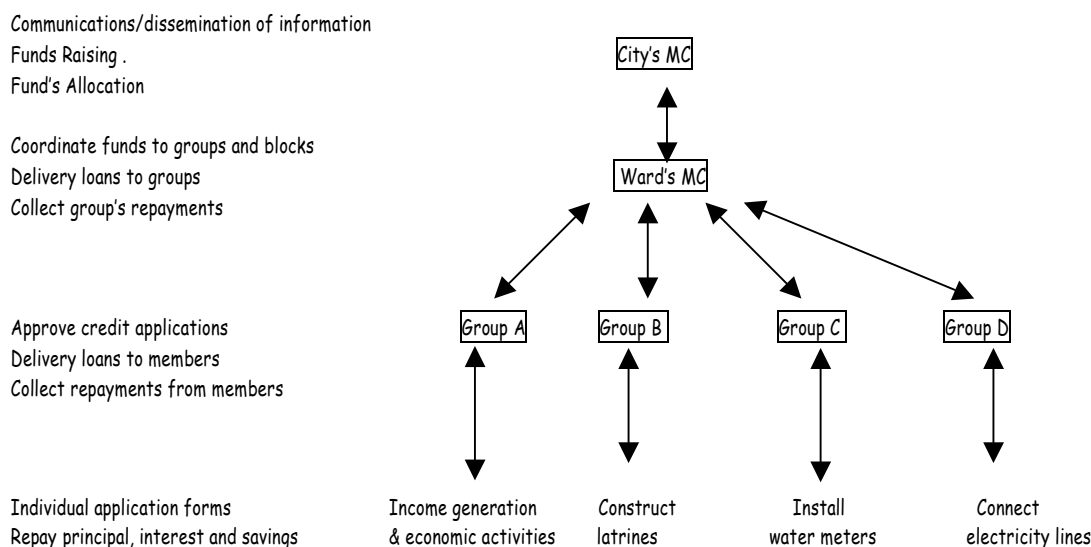 Communications/dissemination of information
Funds Raising .
City's MC
Fund's Allocation
Coordinate funds to groups and blocks
Delivery loans to groups
Ward's MC
Collect group's repayments
Approve credit applications
Group A
Group B
Group C
Group D
Delivery loans to members
Collect repayments from members
Individual application forms
Repay principal, interest and savings
Income generation
& economic activities
Construct
latrines
Install
water meters
Connect
electricity lines